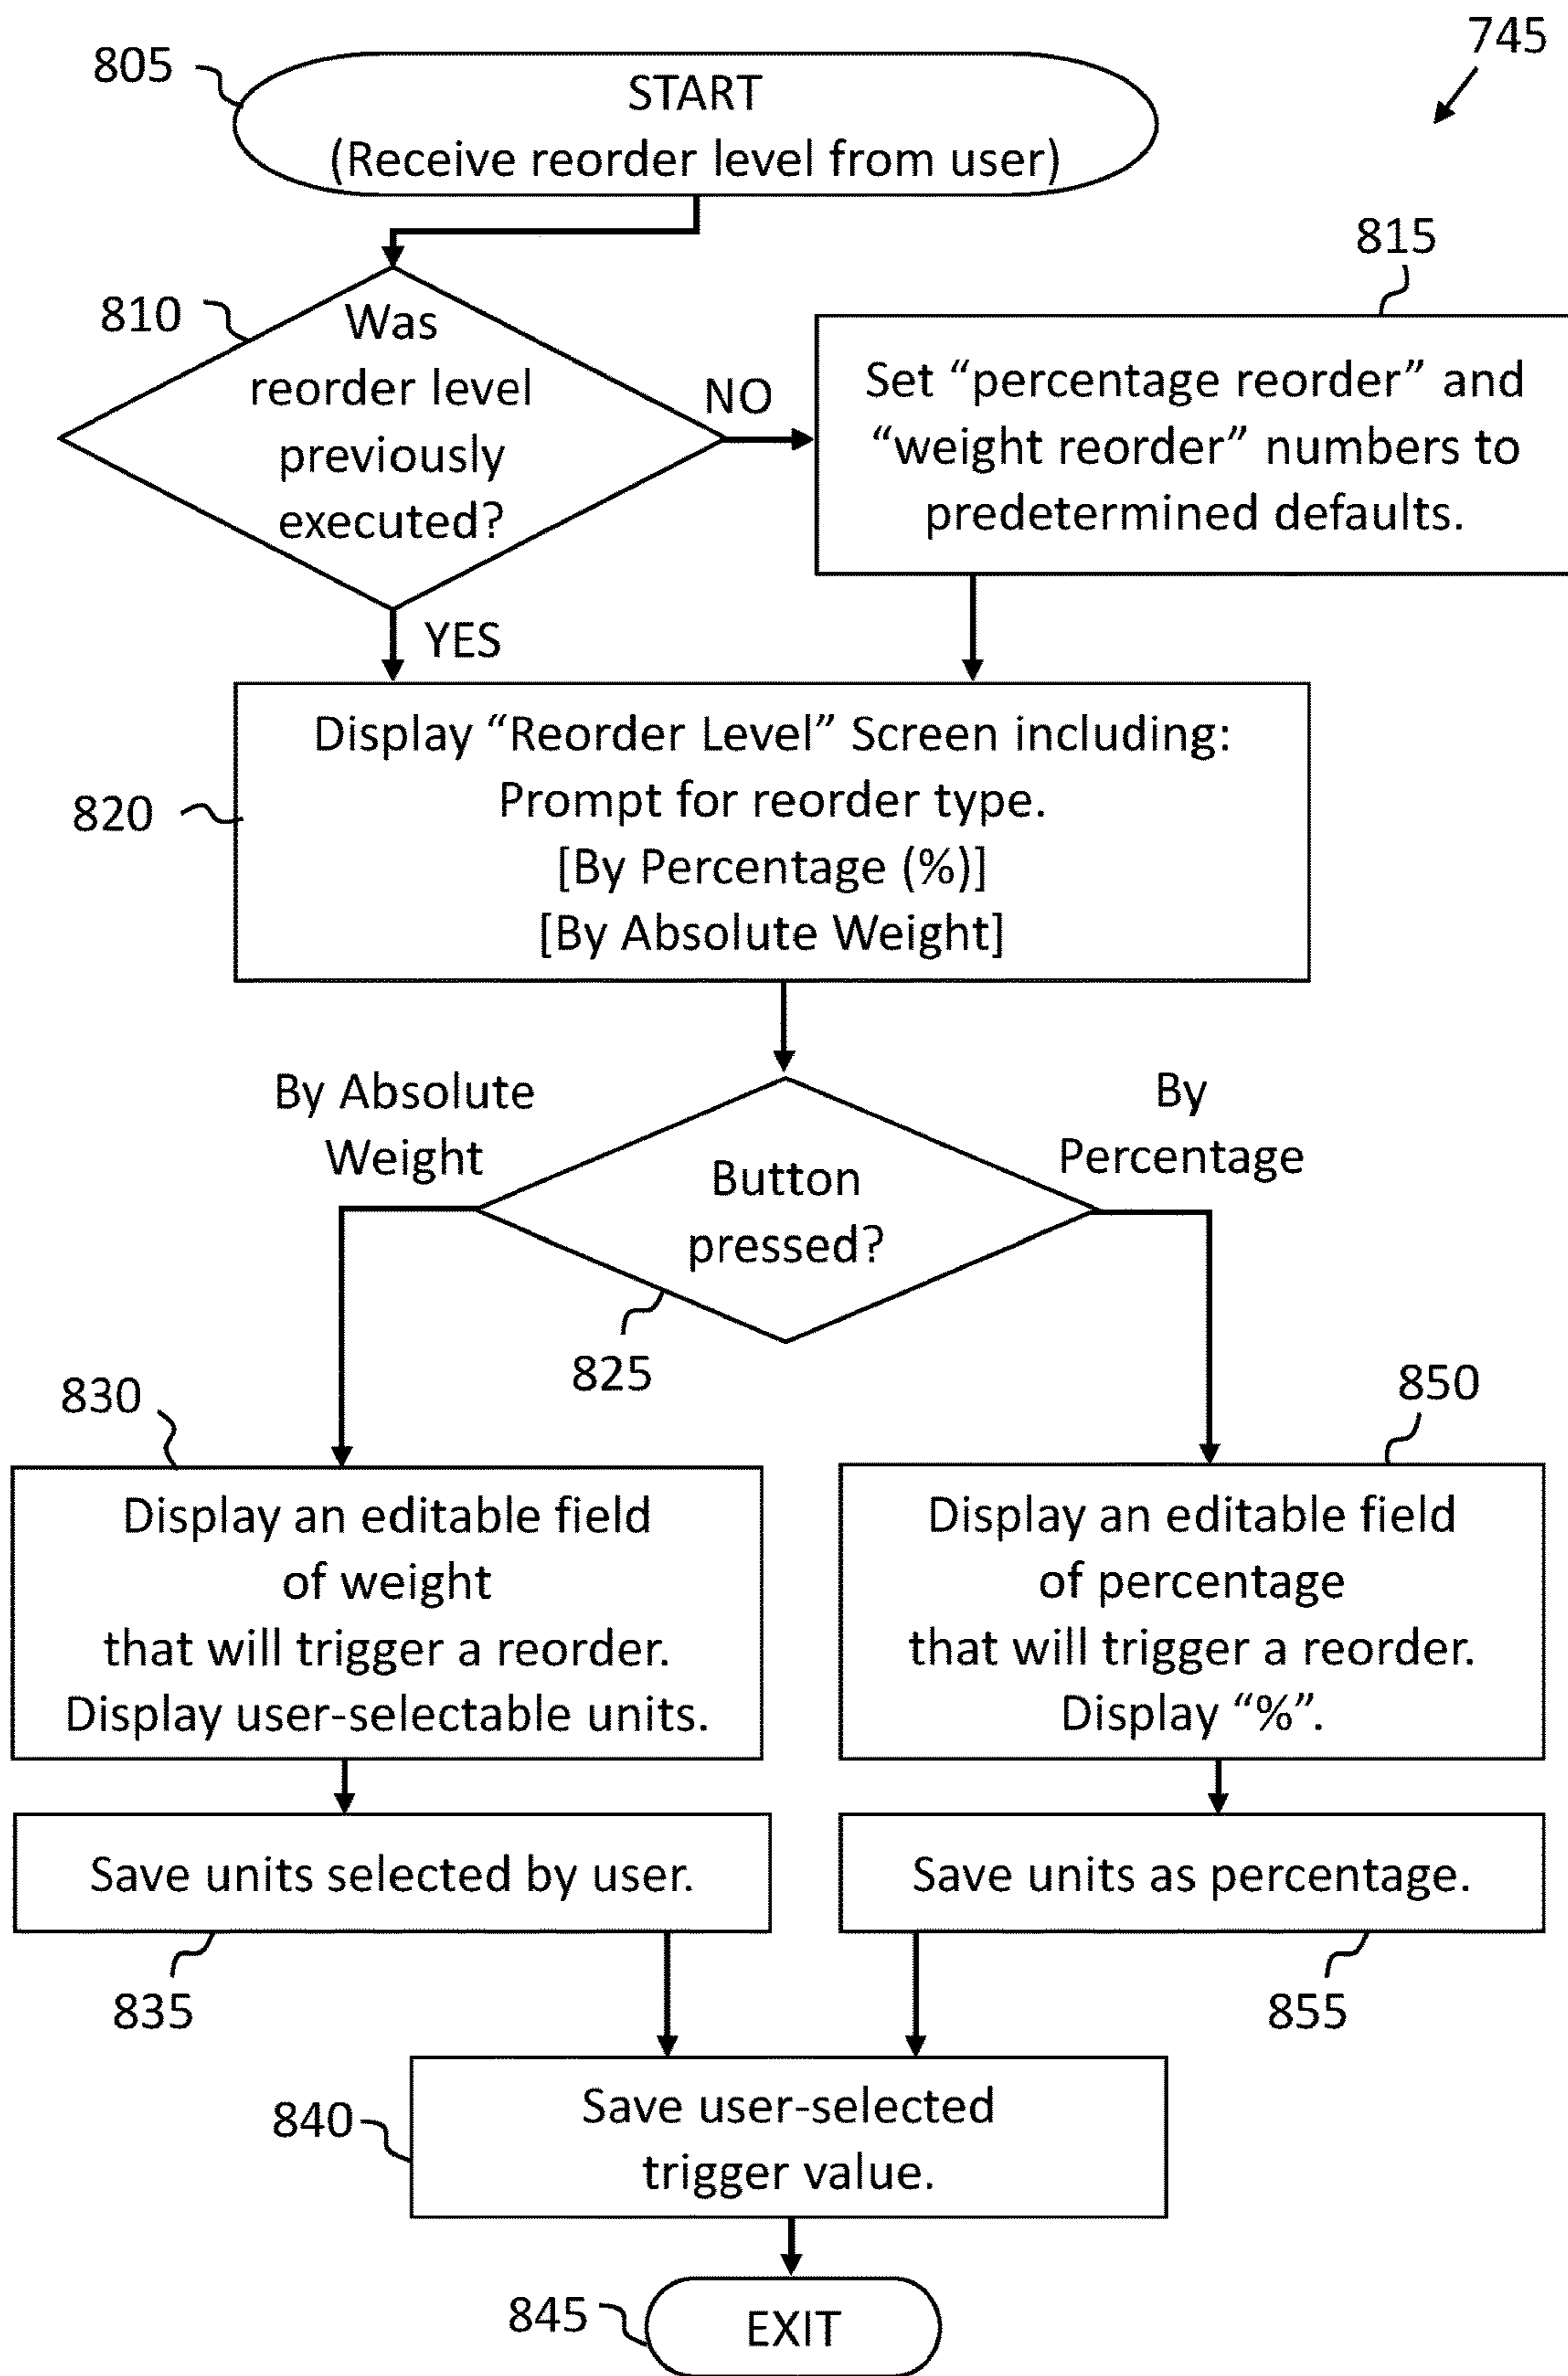 745
805
START
(Receive reorder level from user)
810
Was
reorder level
previously
executed?
NO
YES
815
Set “percentage reorder” and
“weight reorder” numbers to
predetermined defaults.
820
Display “Reorder Level” Screen including:
Prompt for reorder type.
[By Percentage (%)]
[By Absolute Weight]
By Absolute
Weight
By
Percentage
Button
pressed?
825
830
Display an editable field
of weight
that will trigger a reorder.
Display user-selectable units.
850
Display an editable field
of percentage
that will trigger a reorder.
Display “%”.
Save units selected by user.
835
Save units as percentage.
855
840
Save user-selected
trigger value.
845
EXIT